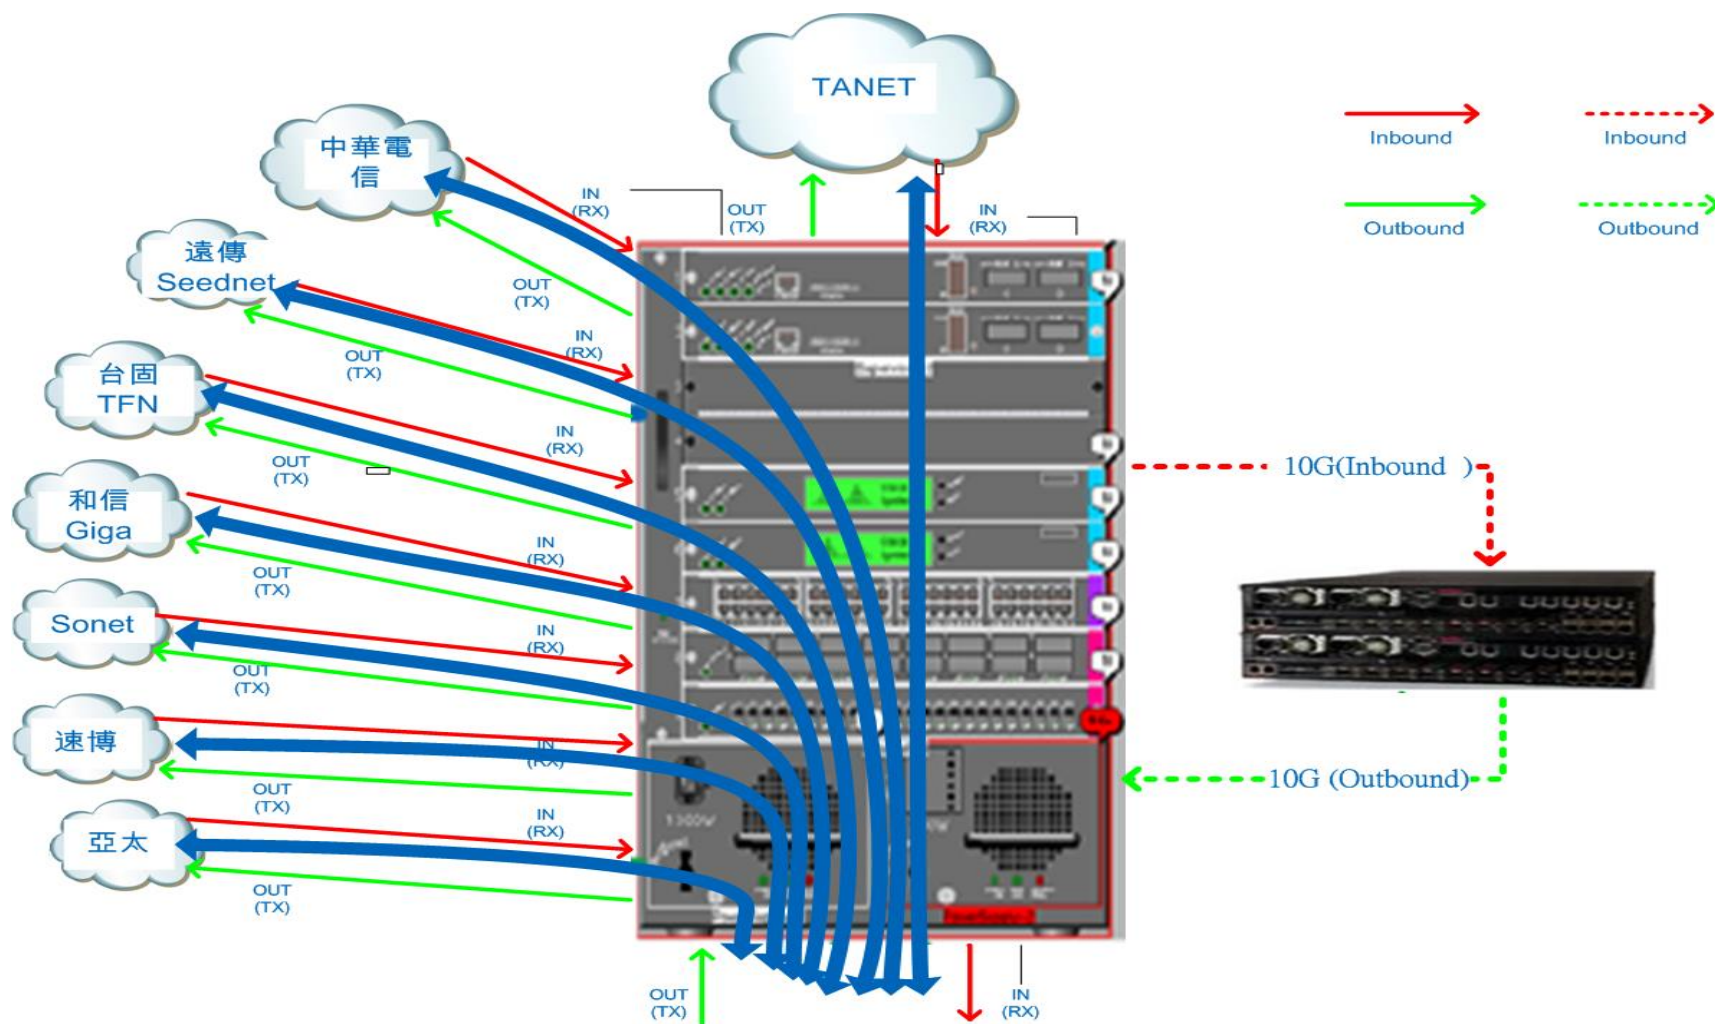 TANET
Inbound
Inbound
Outbound
Outbound
中華電
信
IN
(RX)
OUT
(TX)
OUT
(TX)
IN
(RX)
遠傳
Seednet
IN
(RX)
OUT
(TX)
台固
TFN
IN
(RX)
OUT
(TX)
和信
Giga
IN
(RX)
OUT
(TX)
Sonet
IN
(RX)
OUT
(TX)
速博
IN
(RX)
OUT
(TX)
亞太
IN
(RX)
OUT
(TX)
10G(Inbound )
10G (Outbound)
OUT
(TX)
IN
(RX)